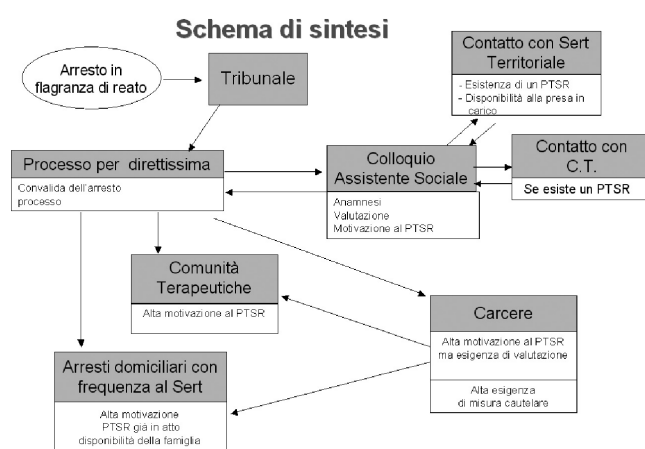 Schema di sintesi
Arresto in
flagranza di reato
Tribunale
Contatto con Sert
Territoriale
- Esistenza di un PTSR
- Disponibilità alla presa in
carico
Processo per direttissima
Convalida dell'arresto
processo
Colloquio
Assistente Sociale
Anamnesi
Valutazione
Motivazione al PTSR
Contatto con
C.T.
Se esiste un PTSR
Comunità
Terapeutiche
Alta motivazione al PTSR
Carcere
Alta motivazione al PTSR
ma esigenza di valutazione
Alta esigenza
di misura cautelare
Arresti domiciliari con
frequenza al Sert
Alta motivazione
PTSR già in atto
disponibilità della famiglia